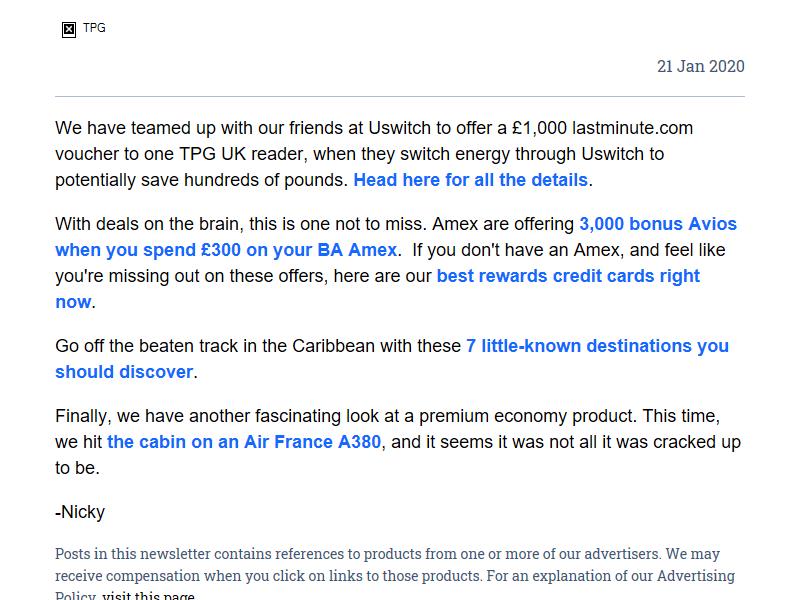 TPG
21 Jan 2020
We have teamed up with our friends at Uswitch to offer a £1,000 lastminute.com
voucher to one TPG UK reader, when they switch energy through Uswitch to
potentially save hundreds of pounds. Head here for all the details.
With deals on the brain, this is one not to miss. Amex are offering 3,000 bonus Avios
when you spend £300 on your BA Amex.  If you don't have an Amex, and feel like
you're missing out on these offers, here are our best rewards credit cards right
now.
Go off the beaten track in the Caribbean with these 7 little-known destinations you
should discover.
Finally, we have another fascinating look at a premium economy product. This time,
we hit the cabin on an Air France A380, and it seems it was not all it was cracked up
to be.
-Nicky
Posts in this newsletter contains references to products from one or more of our advertisers. We may
receive compensation when you click on links to those products. For an explanation of our Advertising
Policy, visit this page